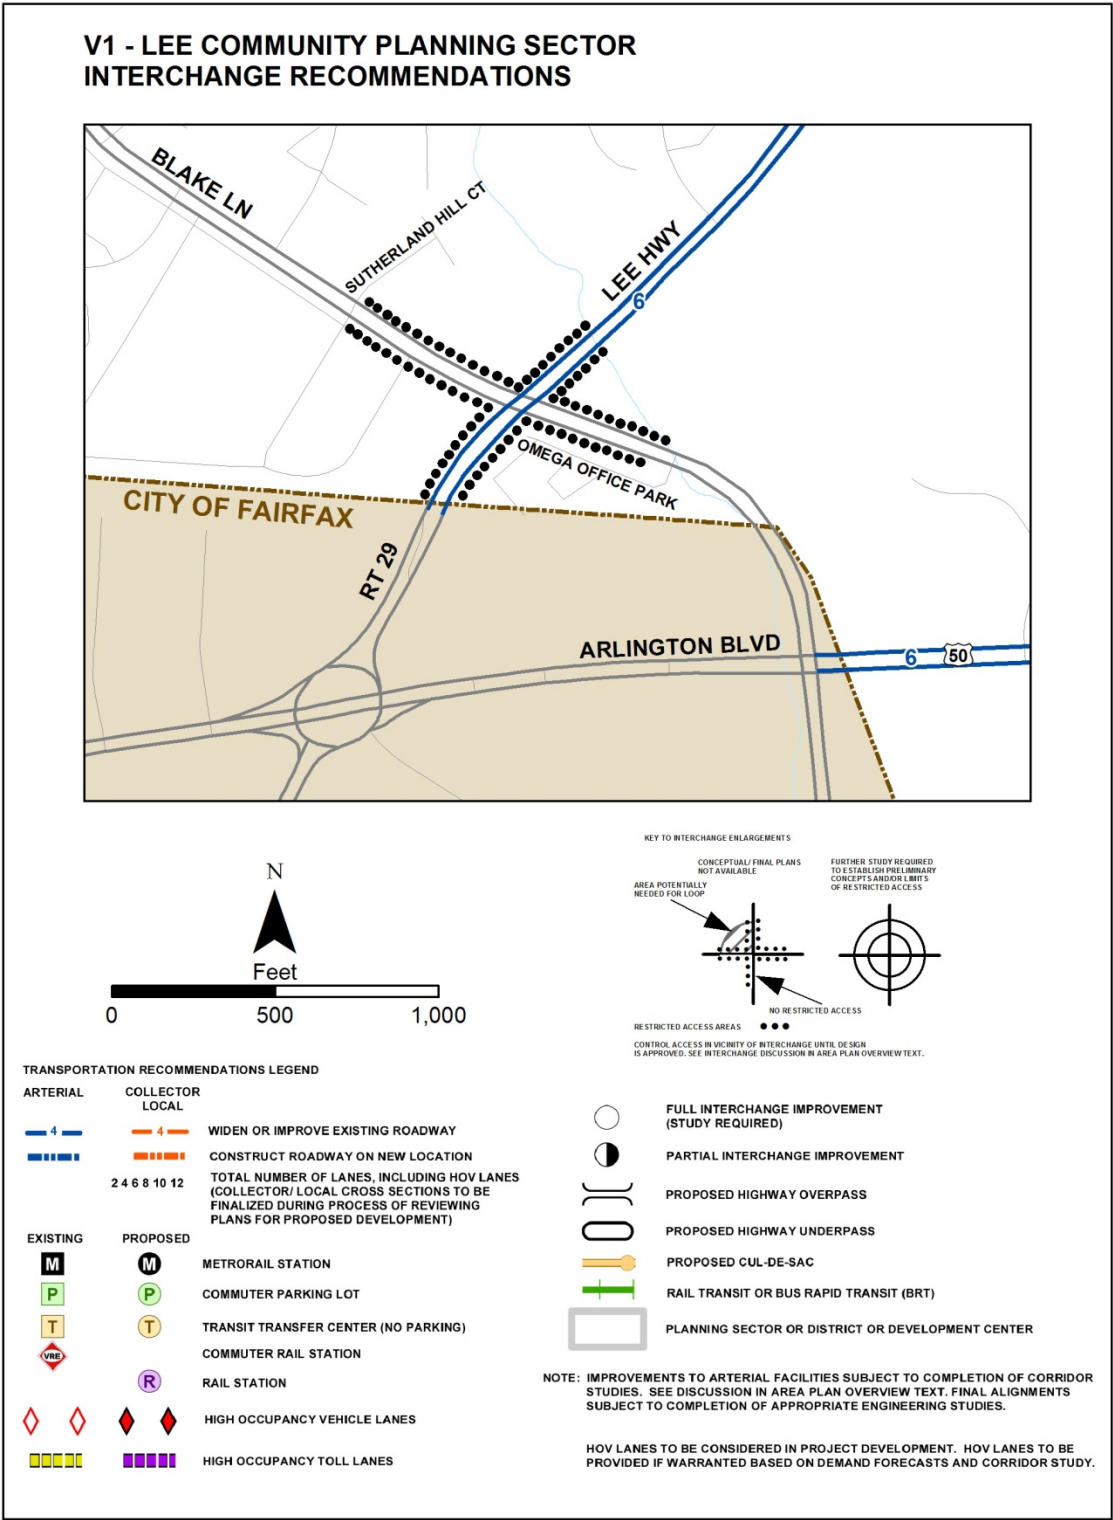 V1 - LEE COMMUNITY PLANNING SECTOR
INTERCHANGE RECOMMENDATIONS
BLAKE LN
SUTHERLAND HILL CT
LEE HWY
6
OMEGA OFFICE PARK
CITY OF FAIRFAX
RT 29
ARLINGTON BLVD
6
50
N
Feet
0
500
1,000
KEY TO INTERCHANGE ENLARGEMENTS
CONCEPTUAL/ FINAL PLANS
NOT AVAILABLE
AREA POTENTIALLY
NEEDED FOR LOOP
FURTHER STUDY REQUIRED
TO ESTABLISH PRELIMINARY
CONCEPTS AND/OR LIMITS
OF RESTRICTED ACCESS
NO RESTRICTED ACCESS
RESTRICTED ACCESS AREAS
CONTROL ACCESS IN VICINITY OF INTERCHANGE UNTIL DESIGN
IS APPROVED. SEE INTERCHANGE DISCUSSION IN AREA PLAN OVERVIEW TEXT.
TRANSPORTATION RECOMMENDATIONS LEGEND
ARTERIAL
COLLECTOR
LOCAL
4
4
WIDEN OR IMPROVE EXISTING ROADWAY
CONSTRUCT ROADWAY ON NEW LOCATION
2 4 6 8 10 12
TOTAL NUMBER OF LANES, INCLUDING HOV LANES
(COLLECTOR/ LOCAL CROSS SECTIONS TO BE
FINALIZED DURING PROCESS OF REVIEWING
PLANS FOR PROPOSED DEVELOPMENT)
EXISTING
PROPOSED
M
M
METRORAIL STATION
P
P
COMMUTER PARKING LOT
T
T
TRANSIT TRANSFER CENTER (NO PARKING)
VRE
COMMUTER RAIL STATION
R
RAIL STATION
HIGH OCCUPANCY VEHICLE LANES
HIGH OCCUPANCY TOLL LANES
FULL INTERCHANGE IMPROVEMENT
(STUDY REQUIRED)
PARTIAL INTERCHANGE IMPROVEMENT
PROPOSED HIGHWAY OVERPASS
PROPOSED HIGHWAY UNDERPASS
PROPOSED CUL-DE-SAC
RAIL TRANSIT OR BUS RAPID TRANSIT (BRT)
PLANNING SECTOR OR DISTRICT OR DEVELOPMENT CENTER
NOTE: IMPROVEMENTS TO ARTERIAL FACILITIES SUBJECT TO COMPLETION OF CORRIDOR
STUDIES. SEE DISCUSSION IN AREA PLAN OVERVIEW TEXT. FINAL ALIGNMENTS
SUBJECT TO COMPLETION OF APPROPRIATE ENGINEERING STUDIES.
HOV LANES TO BE CONSIDERED IN PROJECT DEVELOPMENT. HOV LANES TO BE
PROVIDED IF WARRANTED BASED ON DEMAND FORECASTS AND CORRIDOR STUDY.